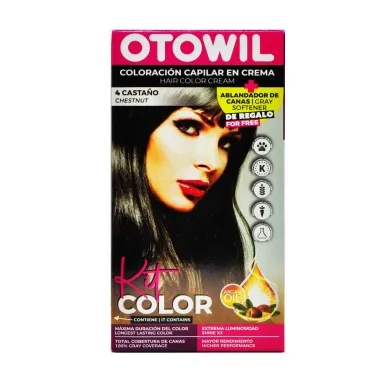 OTOWIL
COLORACIÓN CAPILAR EN CREMA
HAIR COLOR CREAM
4 CASTAÑO
CHESTNUT
+
ABLANDADOR DE
CANAS | GRAY
SOFTENER
DE REGALO
FOR FREE
K
Kit
COLOR
OIL
CONTIENE | IT CONTAINS
MÁXIMA DURACIÓN DEL COLOR
LONGEST LASTING COLOR
EXTREMA LUMINOSIDAD
SHINE X3
TOTAL COBERTURA DE CANAS
100% GRAY COVERAGE
MAYOR RENDIMIENTO
HIGHER PERFORMANCE